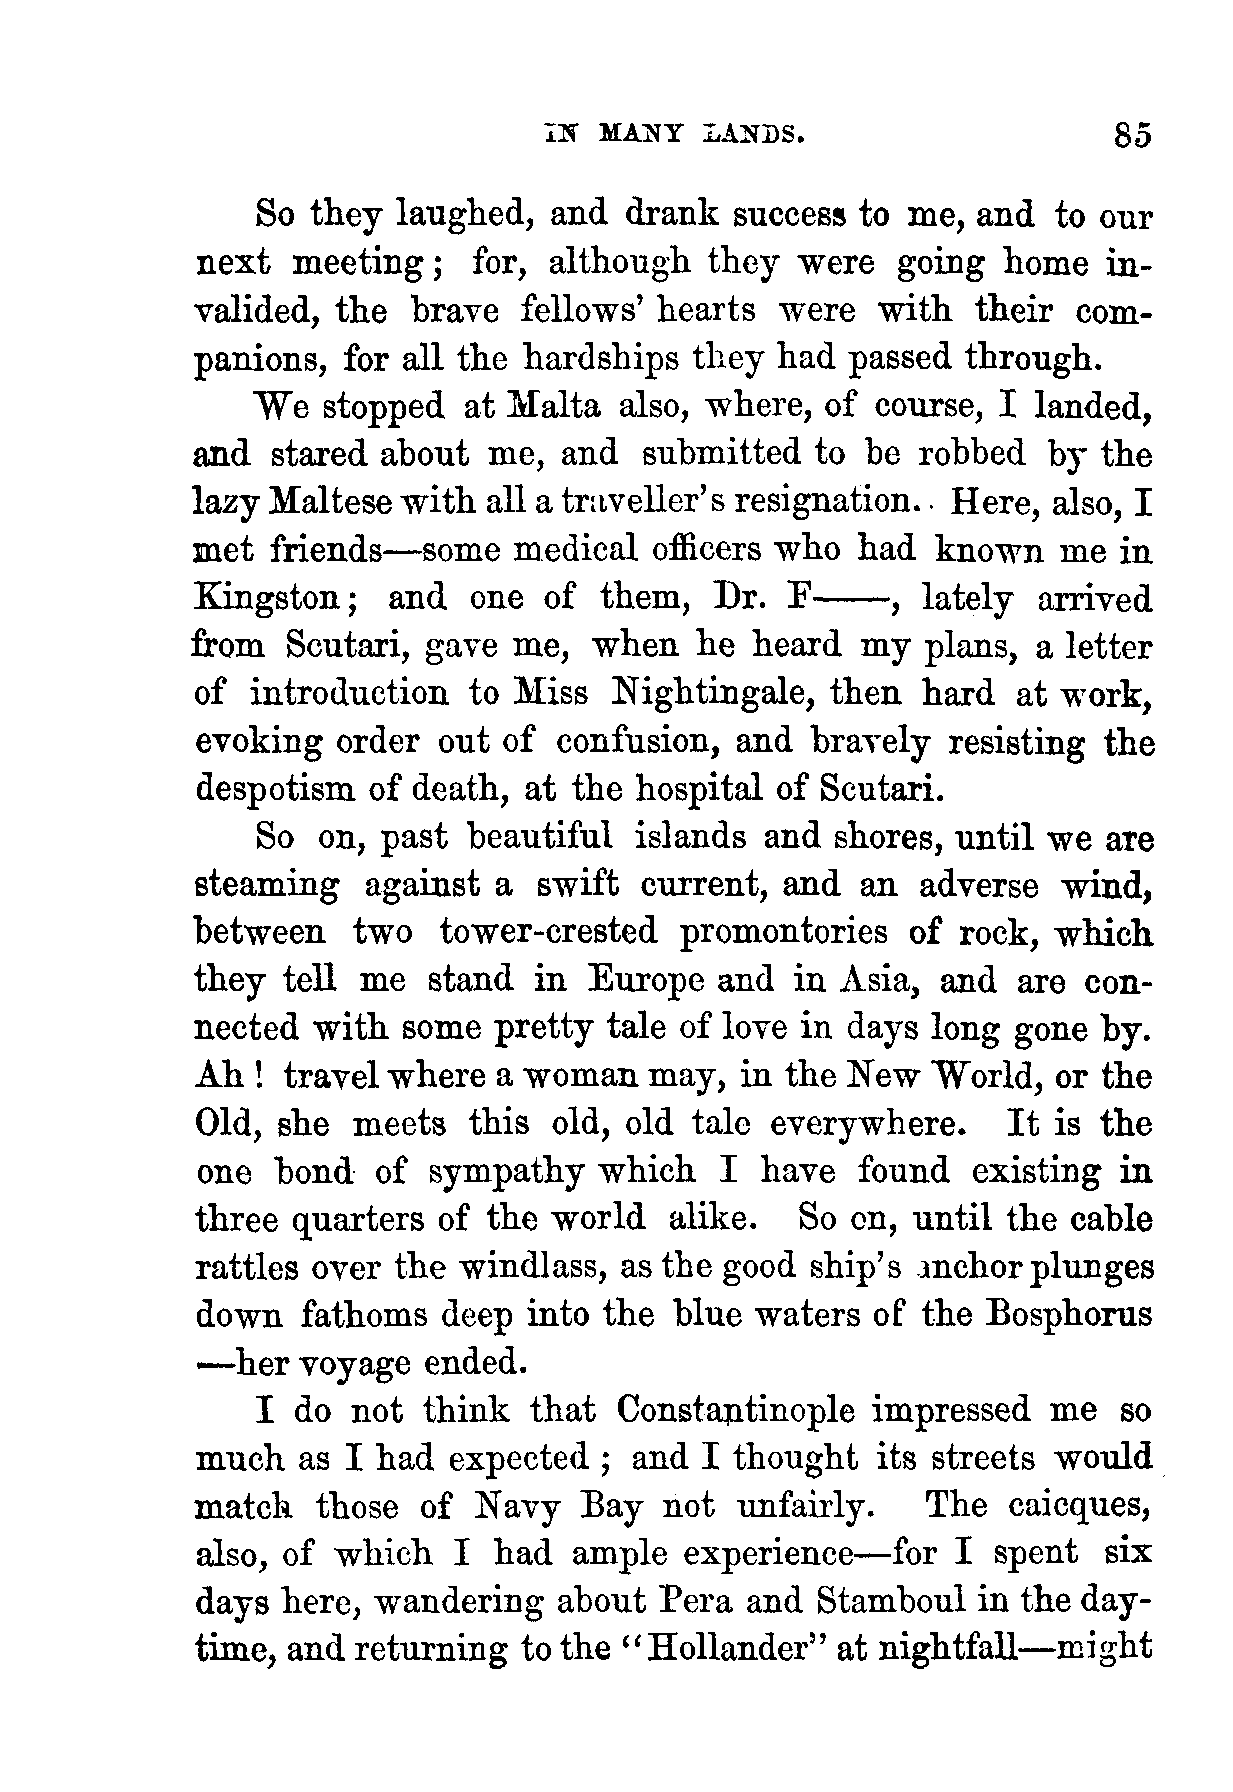 IN MANY LANDS. 85
So they laughed, and drank success to me, and to our
next meeting ; for, although they were going home in-
valided, the brave fellows' hearts were with their com-
panions, for all the hardships they had passed through.
We stopped at Malta also, where, of course, I landed,
and stared about me, and submitted to be robbed by the
lazy Maltese with all a traveller's resignation. Here, also, I
met friends—some medical officers who had known me in
Kingston ; and one of them, Dr. F——, lately arrived
from Scutari, gave me, when he heard my plans, a letter
of introduction to Miss Nightingale, then hard at work,
evoking order out of confusion, and bravely resisting the
despotism of death, at the hospital of Scutari.
So on, past beautiful islands and shores, until we are
steaming against a swift current, and an adverse wind,
between two tower-crested promontories of rock, which
they tell me stand in Europe and in Asia, and are con-
nected with some pretty tale of love in days long gone by.
Ah ! travel where a woman may, in the New World, or the
Old, she meets this old, old tale everywhere. It is the
one bond of sympathy which I have found existing in
three quarters of the world alike. So on, until the cable
rattles over the windlass, as the good ship's anchor plunges
down fathoms deep into the blue waters of the Bosphorus
—her voyage ended.
I do not think that Constantinople impressed me so
much as I had expected ; and I thought its streets would
match those of Navy Bay not unfairly. The caicques,
also, of which I had ample experience—for I spent six
days here, wandering about Pera and Stamboul in the day-
time, and returning to the "Hollander" at nightfall—might